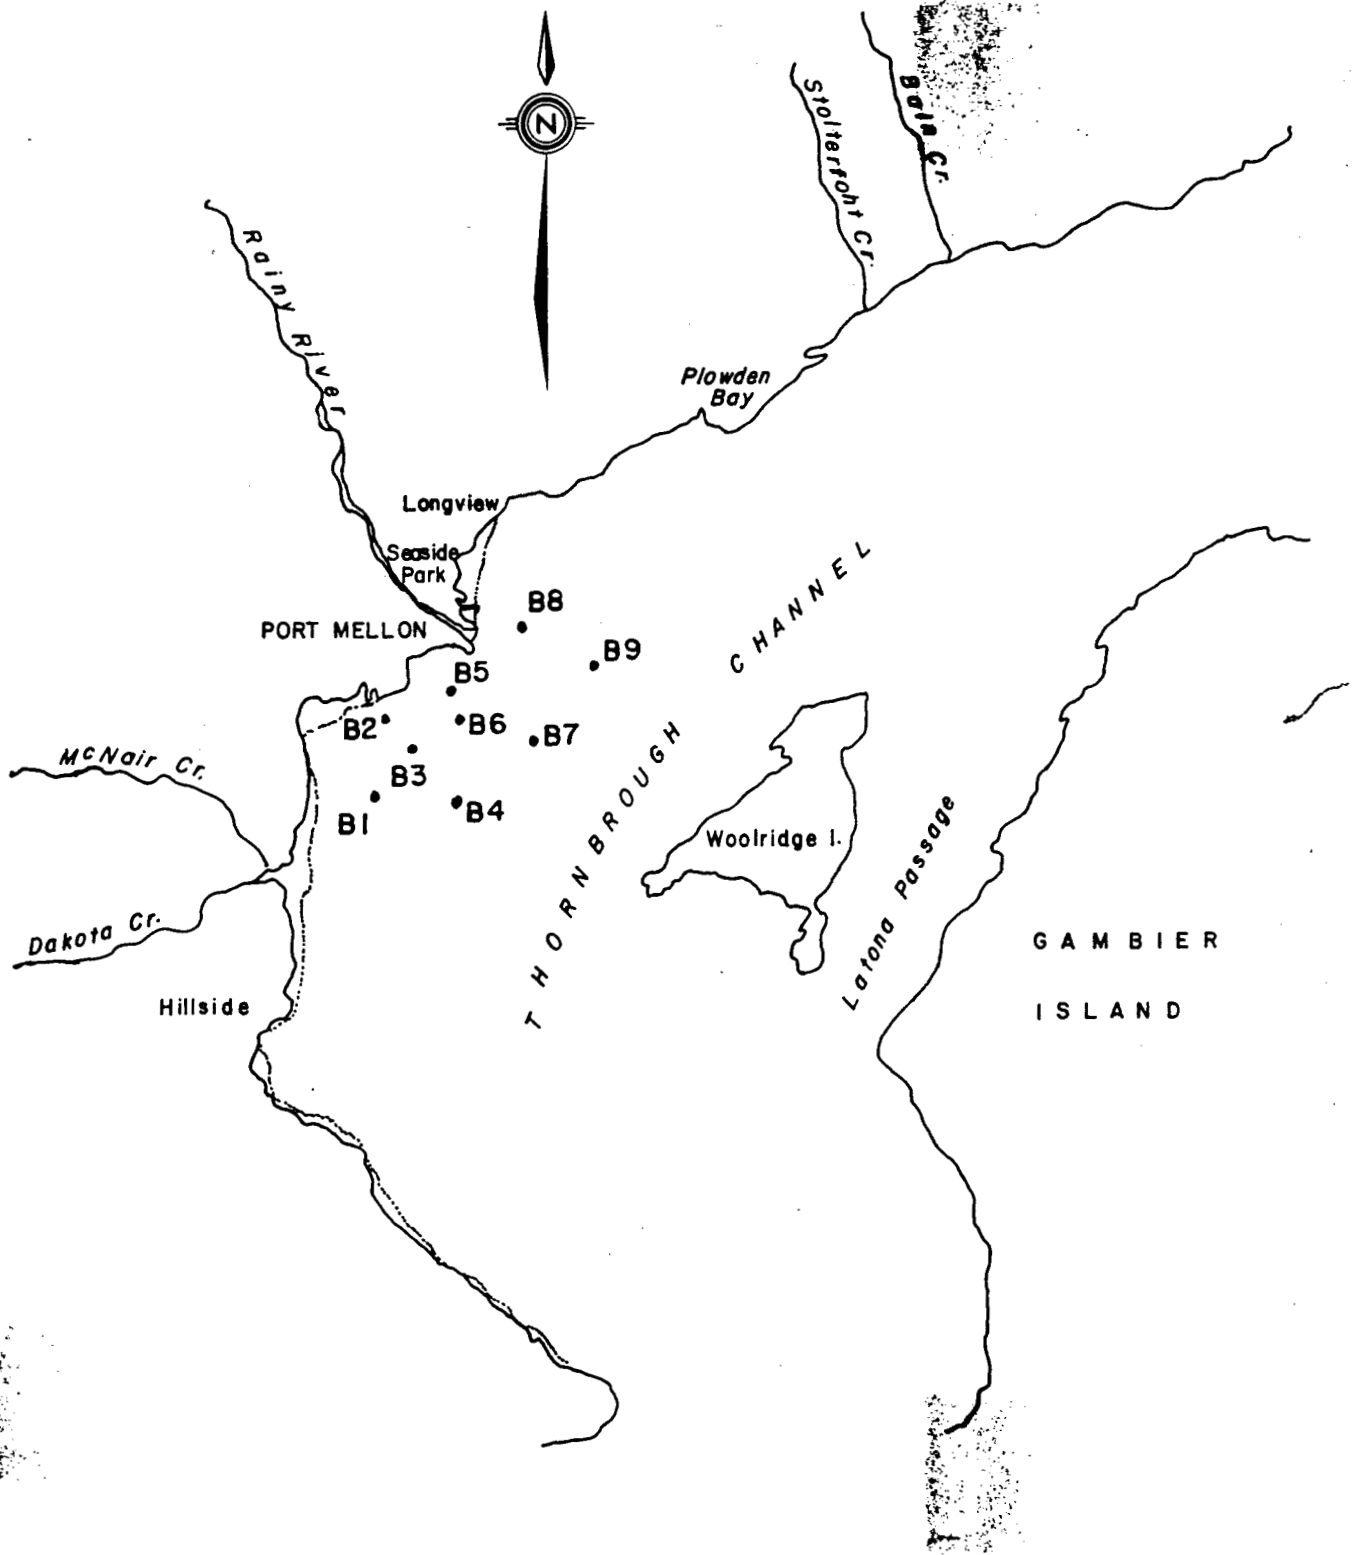 N
Stolterfoht Cr.
Bain Cr.
Rainy River
Plowden
Bay
Longview
Seaside
Park
PORT MELLON
B8
B9
B5
B2
B6
B7
B3
B1
B4
McNair Cr.
THORNBROUGH CHANNEL
Woolridge I.
Latona Passage
Dakota Cr.
GAMBIER
ISLAND
Hillside